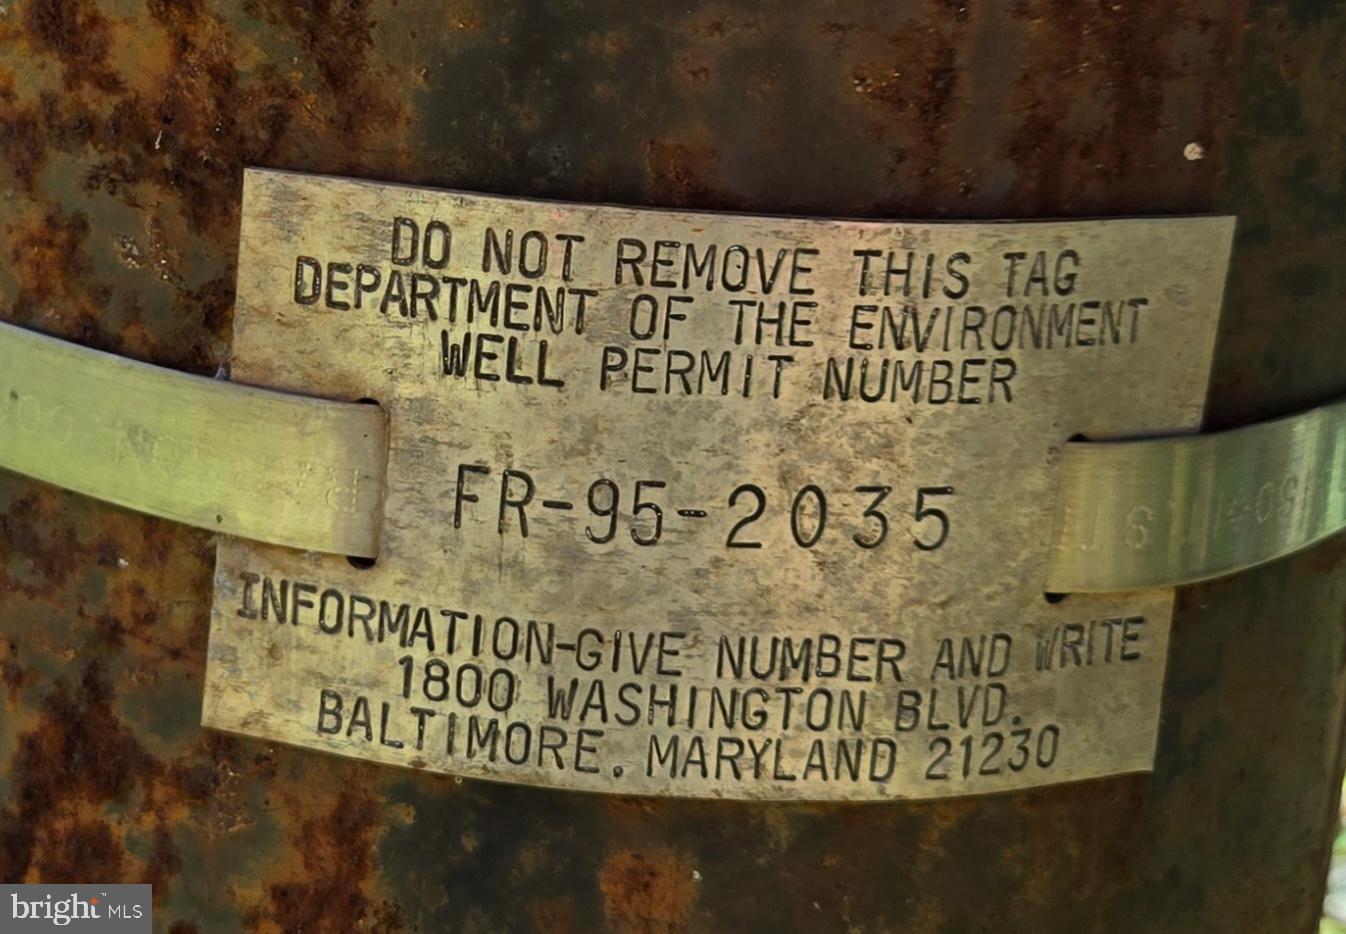 DO NOT REMOVE THIS TAG
DEPARTMENT OF THE ENVIRONMENT
WELL PERMIT NUMBER
FR-95-2035
INFORMATION-GIVE NUMBER AND WRITE
1800 WASHINGTON BLVD.
BALTIMORE. MARYLAND 21230
bright MLS